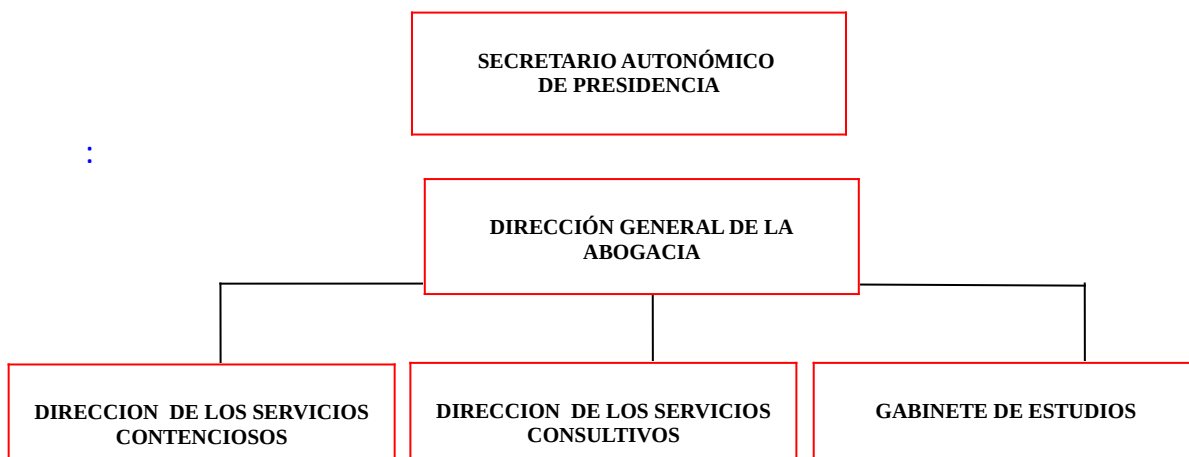 SECRETARIO AUTONÓMICO
DE PRESIDENCIA
:
DIRECCIÓN GENERAL DE LA
ABOGACIA
DIRECCION DE LOS SERVICIOS
CONTENCIOSOS
DIRECCION DE LOS SERVICIOS
CONSULTIVOS
GABINETE DE ESTUDIOS